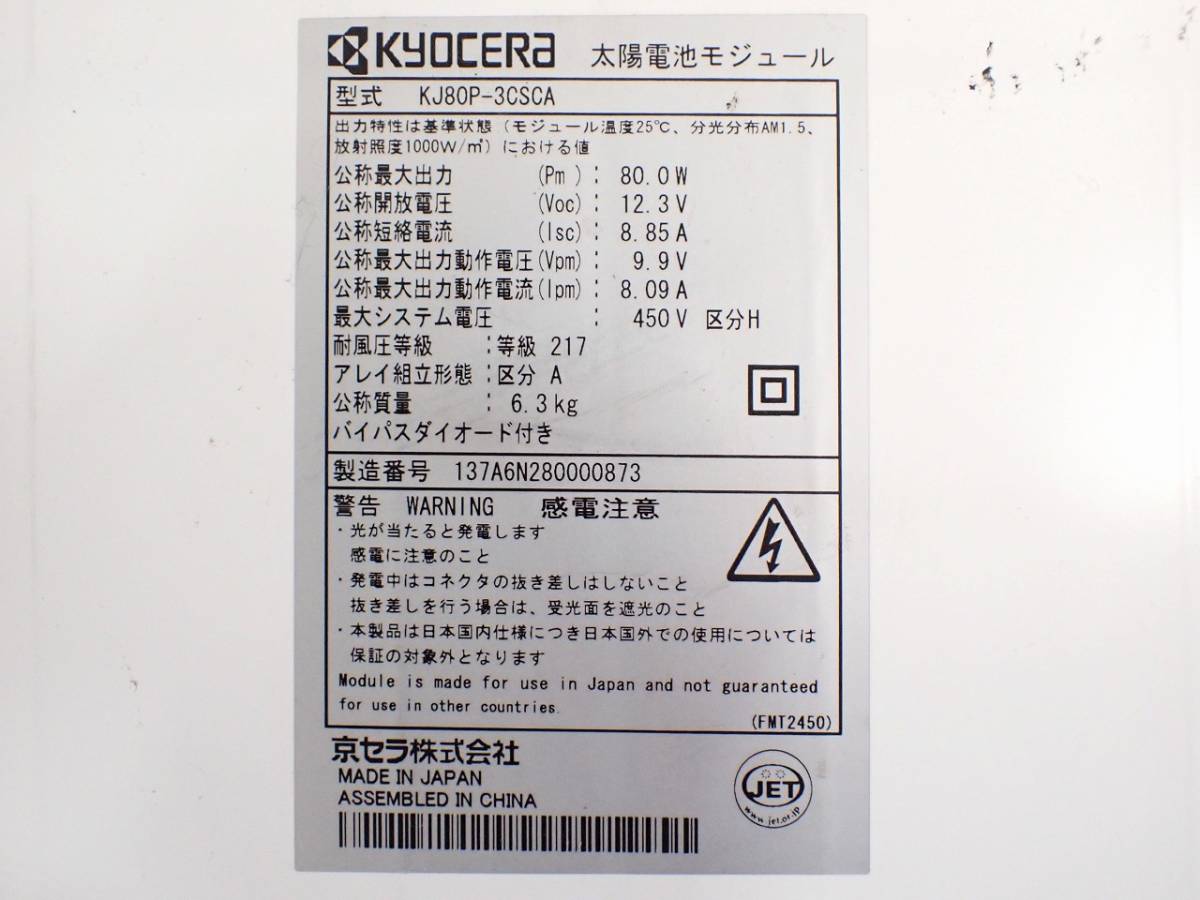 KYOCERA 太陽電池モジュール
型式 KJ80P-3CSCA
出力特性は基準状態（モジュール温度25℃、分光分布AM1.5、
放射照度1000W/㎡）における値
公称最大出力 (Pm ): 80.0W
公称開放電圧 (Voc): 12.3V
公称短絡電流 (Isc): 8.85A
公称最大出力動作電圧(Vpm): 9.9V
公称最大出力動作電流(Ipm): 8.09A
最大システム電圧 : 450V 区分H
耐風圧等級 :等級 217
アレイ組立形態 :区分 A
公称質量 : 6.3kg
バイパスダイオード付き
製造番号 137A6N280000873
警告 WARNING 感電注意
・光が当たると発電します
感電に注意のこと
・発電中はコネクタの抜き差しはしないこと
抜き差しを行う場合は、受光面を遮光のこと
・本製品は日本国内仕様につき日本国外での使用については
保証の対象外となります
Module is made for use in Japan and not guaranteed
for use in other countries.
(FMT2450)
京セラ株式会社
MADE IN JAPAN
ASSEMBLED IN CHINA
JET
www.jet.or.jp